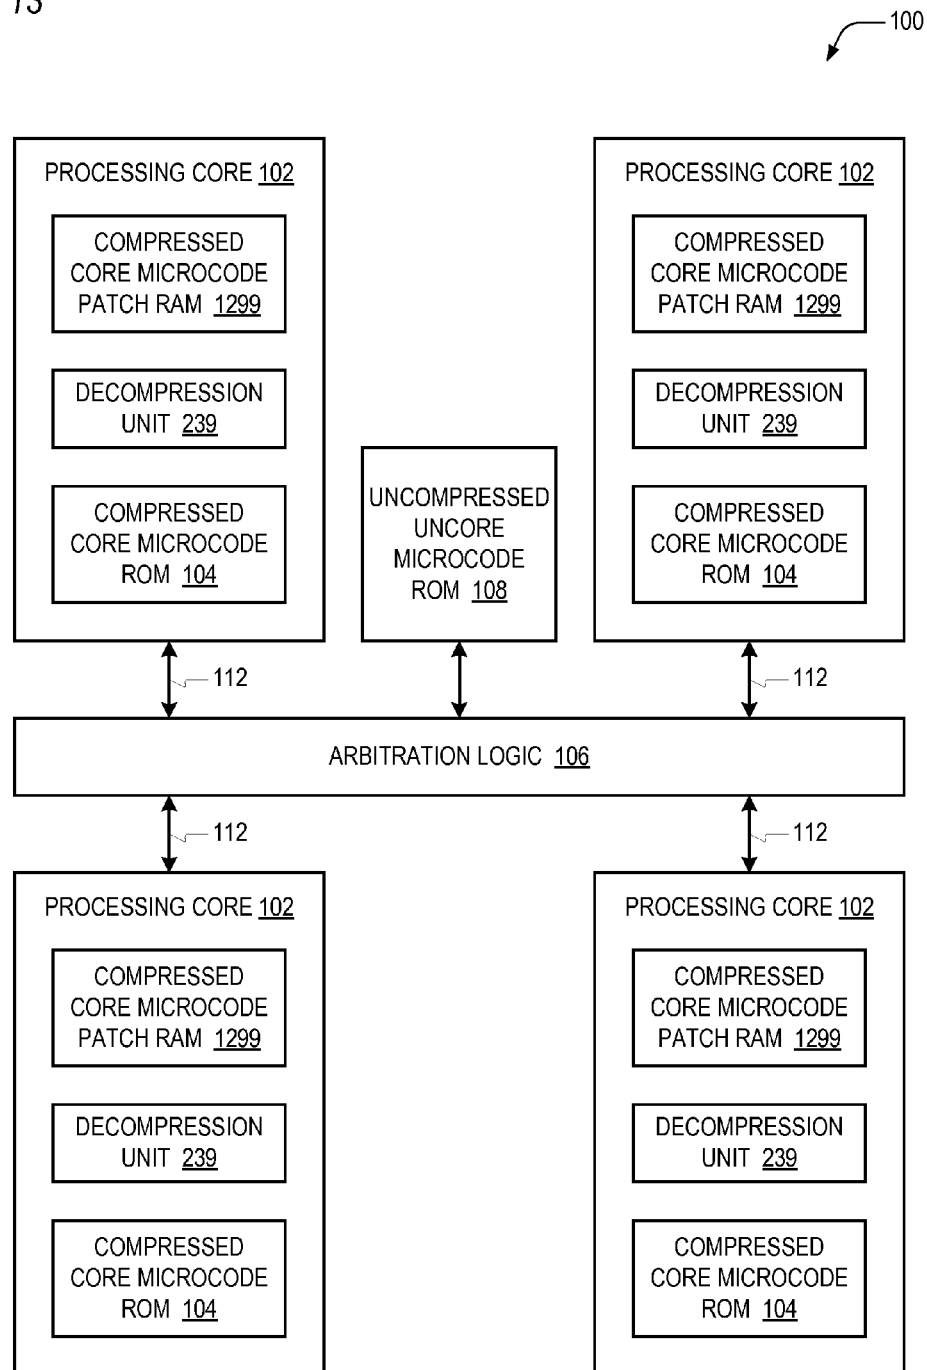 13
100
PROCESSING CORE 102
COMPRESSED
CORE MICROCODE
PATCH RAM 1299
DECOMPRESSION
UNIT 239
COMPRESSED
CORE MICROCODE
ROM 104
UNCOMPRESSED
UNCORE
MICROCODE
ROM 108
PROCESSING CORE 102
COMPRESSED
CORE MICROCODE
PATCH RAM 1299
DECOMPRESSION
UNIT 239
COMPRESSED
CORE MICROCODE
ROM 104
112
112
ARBITRATION LOGIC 106
112
112
PROCESSING CORE 102
COMPRESSED
CORE MICROCODE
PATCH RAM 1299
DECOMPRESSION
UNIT 239
COMPRESSED
CORE MICROCODE
ROM 104
PROCESSING CORE 102
COMPRESSED
CORE MICROCODE
PATCH RAM 1299
DECOMPRESSION
UNIT 239
COMPRESSED
CORE MICROCODE
ROM 104